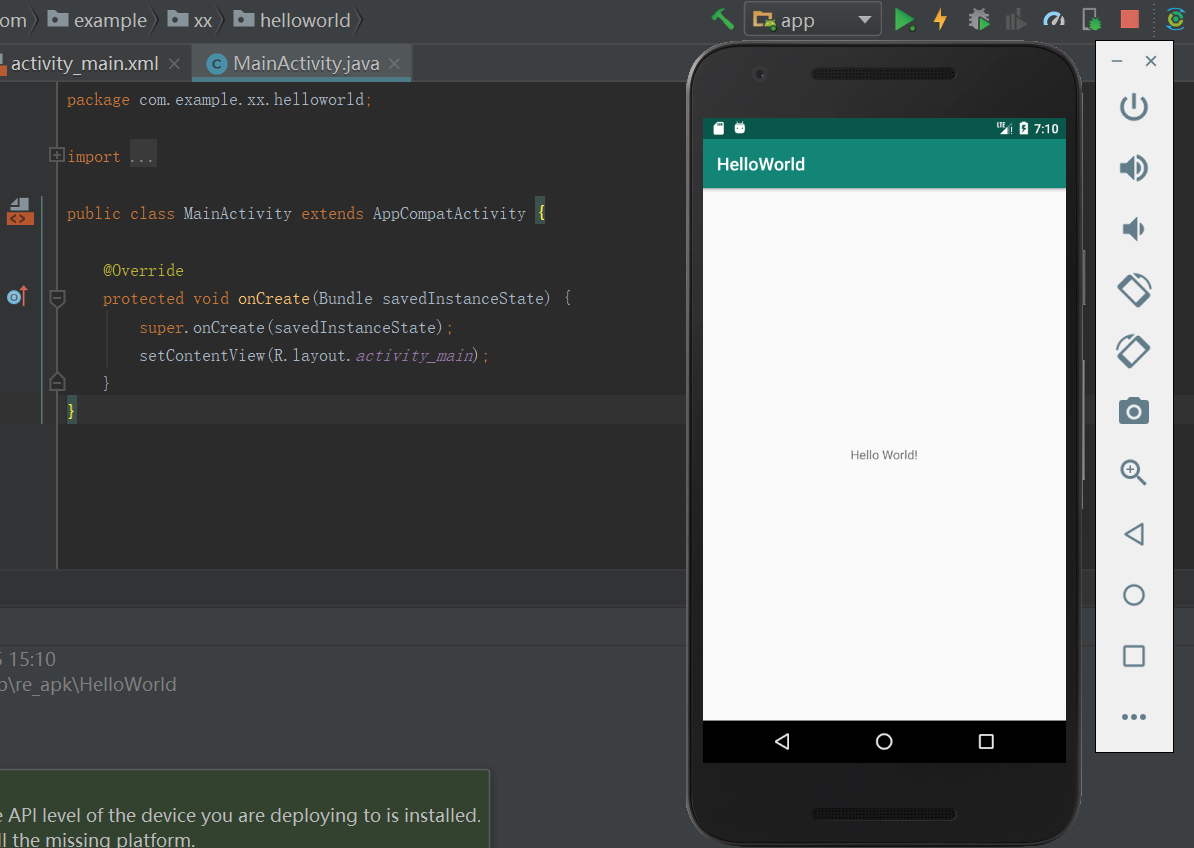 om example xx helloworld app
activity_main.xml MainActivity.java
package com.example.xx.helloworld;
import ...
public class MainActivity extends AppCompatActivity {
@Override
protected void onCreate(Bundle savedInstanceState) {
super.onCreate(savedInstanceState);
setContentView(R.layout.activity_main);
}
}
LTE 7:10
HelloWorld
Hello World!
15:10
\re_apk\HelloWorld
API level of the device you are deploying to is installed.
the missing platform.